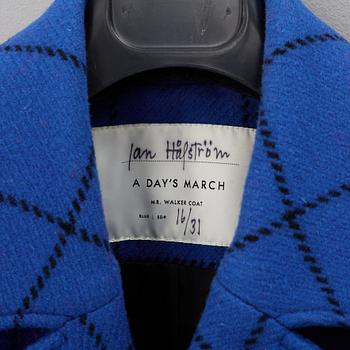 Jan Håfström
A DAY'S MARCH
MR. WALKER COAT
16/31